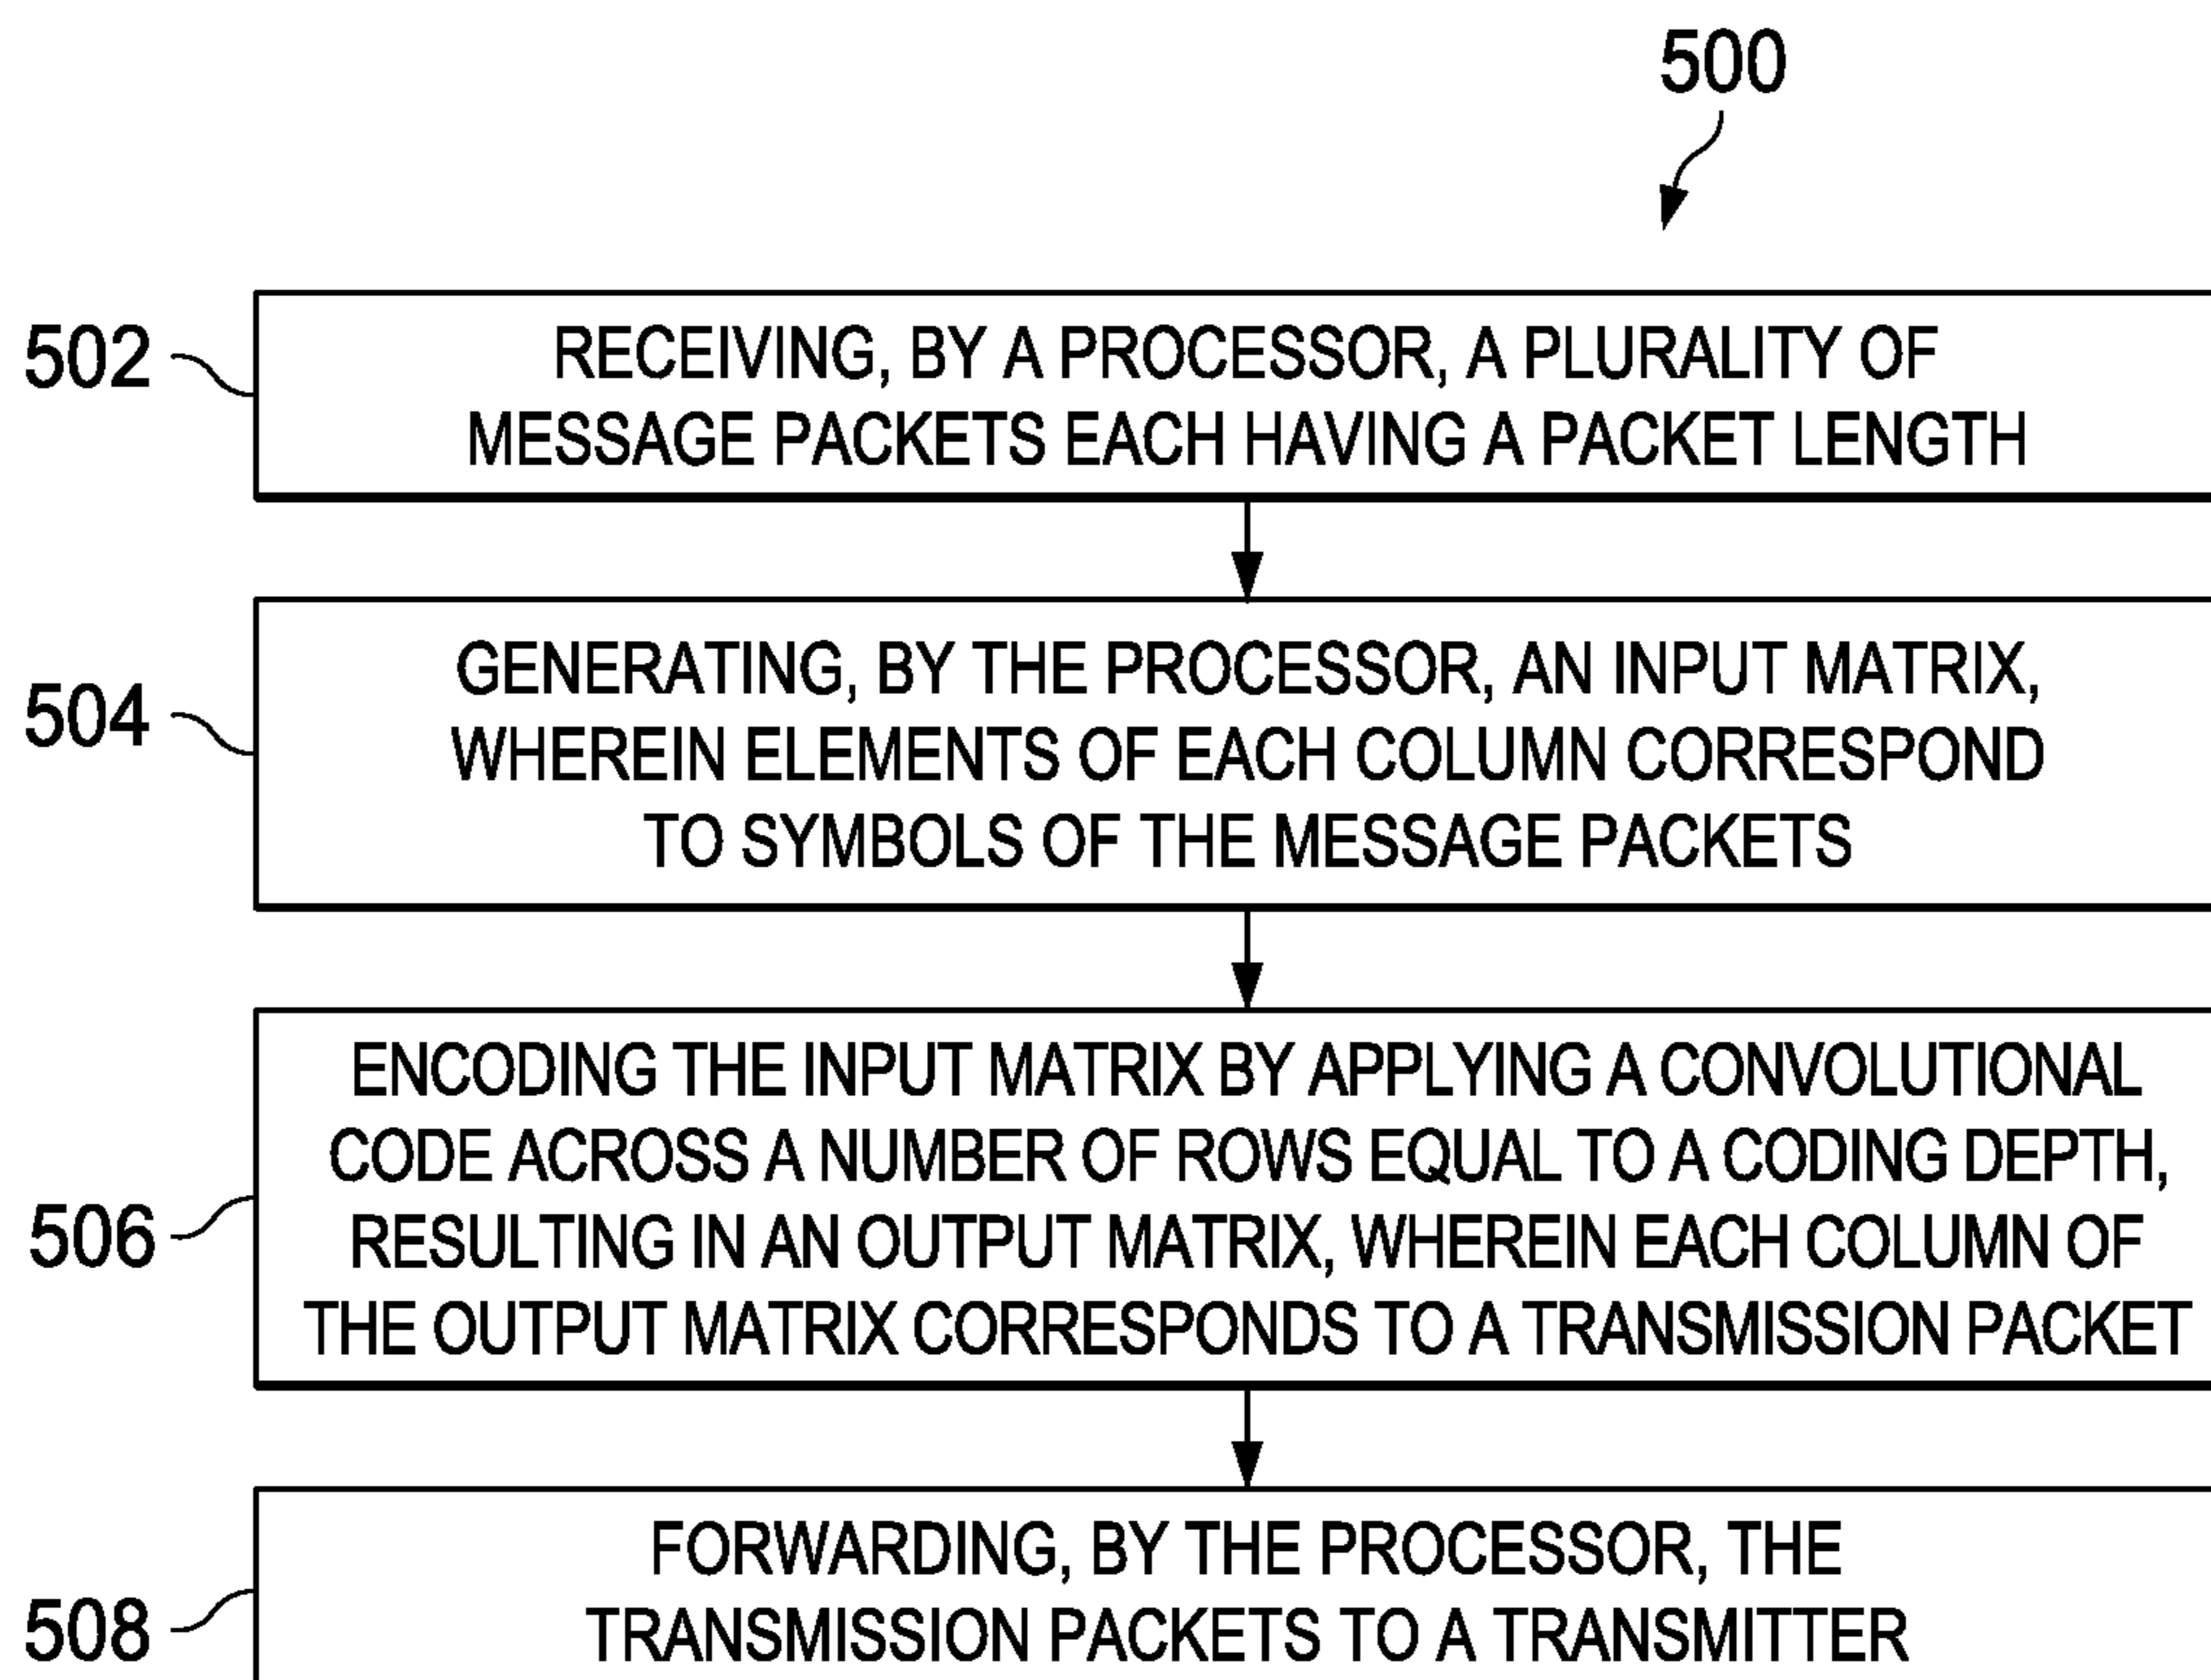 500
502
RECEIVING, BY A PROCESSOR, A PLURALITY OF
MESSAGE PACKETS EACH HAVING A PACKET LENGTH
504
GENERATING, BY THE PROCESSOR, AN INPUT MATRIX,
WHEREIN ELEMENTS OF EACH COLUMN CORRESPOND
TO SYMBOLS OF THE MESSAGE PACKETS
506
ENCODING THE INPUT MATRIX BY APPLYING A CONVOLUTIONAL
CODE ACROSS A NUMBER OF ROWS EQUAL TO A CODING DEPTH,
RESULTING IN AN OUTPUT MATRIX, WHEREIN EACH COLUMN OF
THE OUTPUT MATRIX CORRESPONDS TO A TRANSMISSION PACKET
508
FORWARDING, BY THE PROCESSOR, THE
TRANSMISSION PACKETS TO A TRANSMITTER